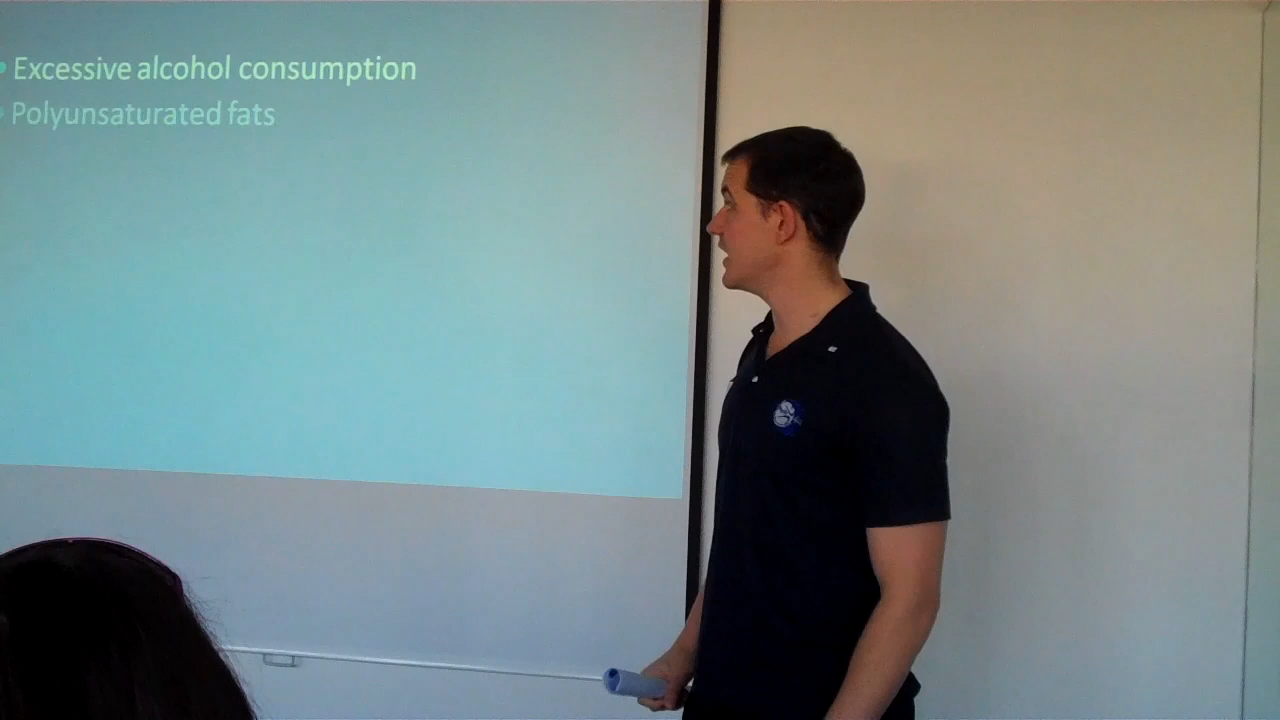 • Excessive alcohol consumption
• Polyunsaturated fats